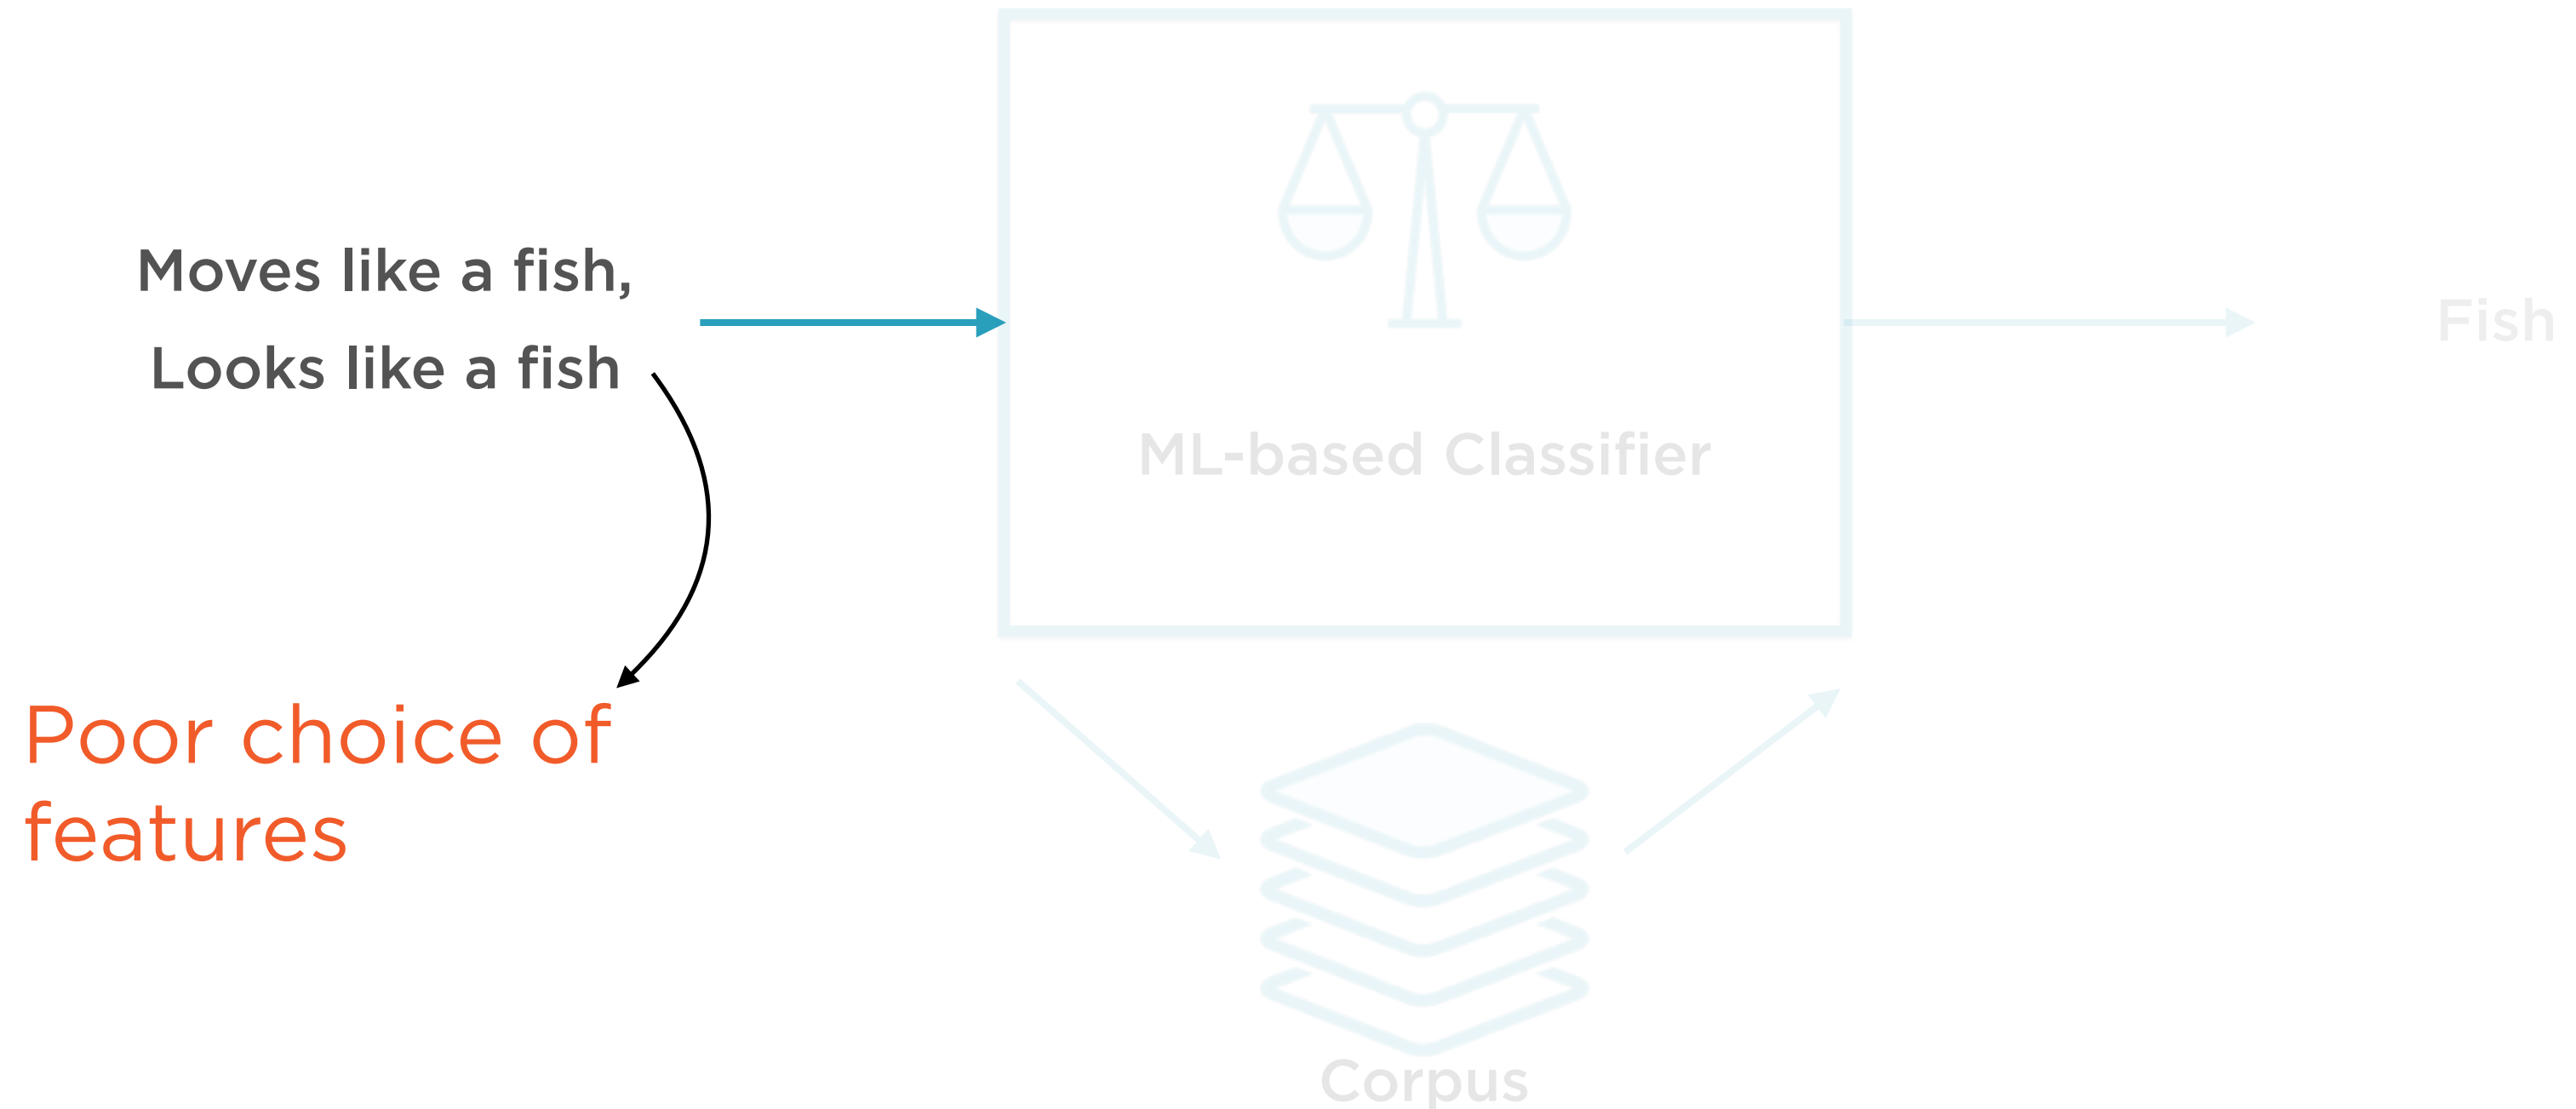 Moves like a fish,
Looks like a fish
ML-based Classifier
Fish
Poor choice of
features
Corpus